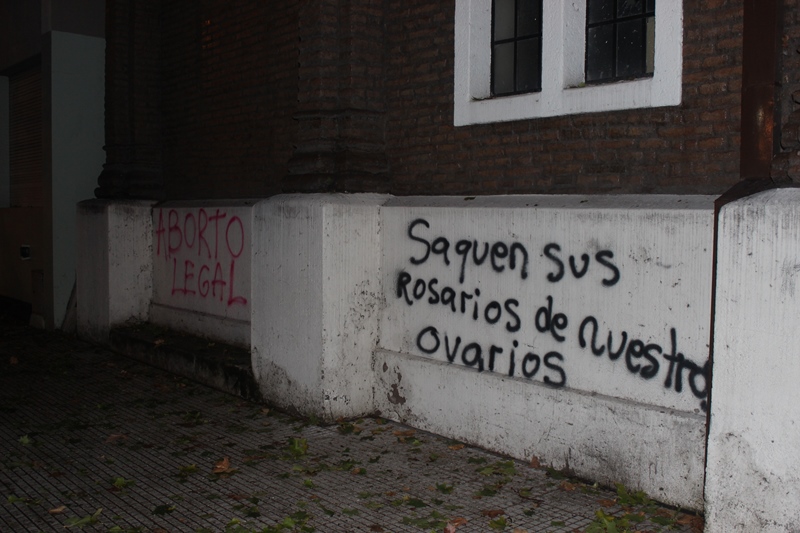 ABORTO
LEGAL
Saquen sus
Rosarios de nuestros
ovarios